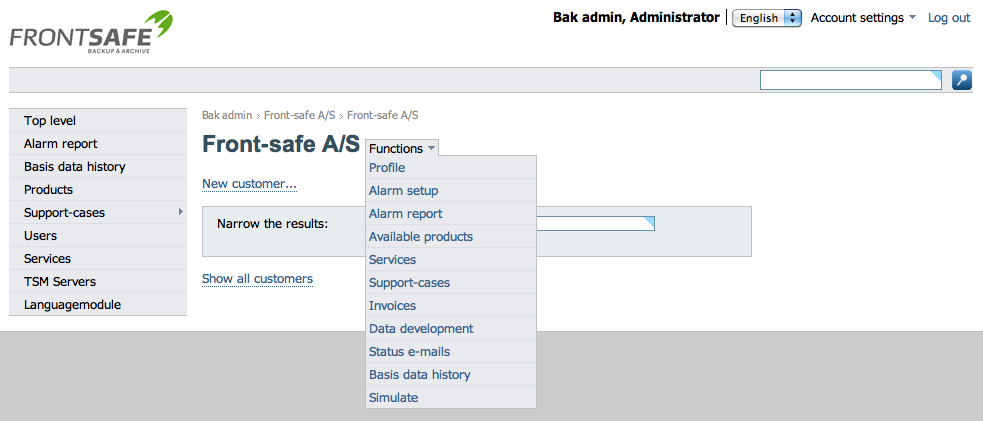 FRONTSAFE
BACKUP & ARCHIVE
Bak admin, Administrator
English
Account settings
Log out
Top level
Alarm report
Basis data history
Products
Support-cases
Users
Services
TSM Servers
Languagemodule
Bak admin › Front-safe A/S › Front-safe A/S
Front-safe A/S
Functions
New customer...
Narrow the results:
Show all customers
Profile
Alarm setup
Alarm report
Available products
Services
Support-cases
Invoices
Data development
Status e-mails
Basis data history
Simulate